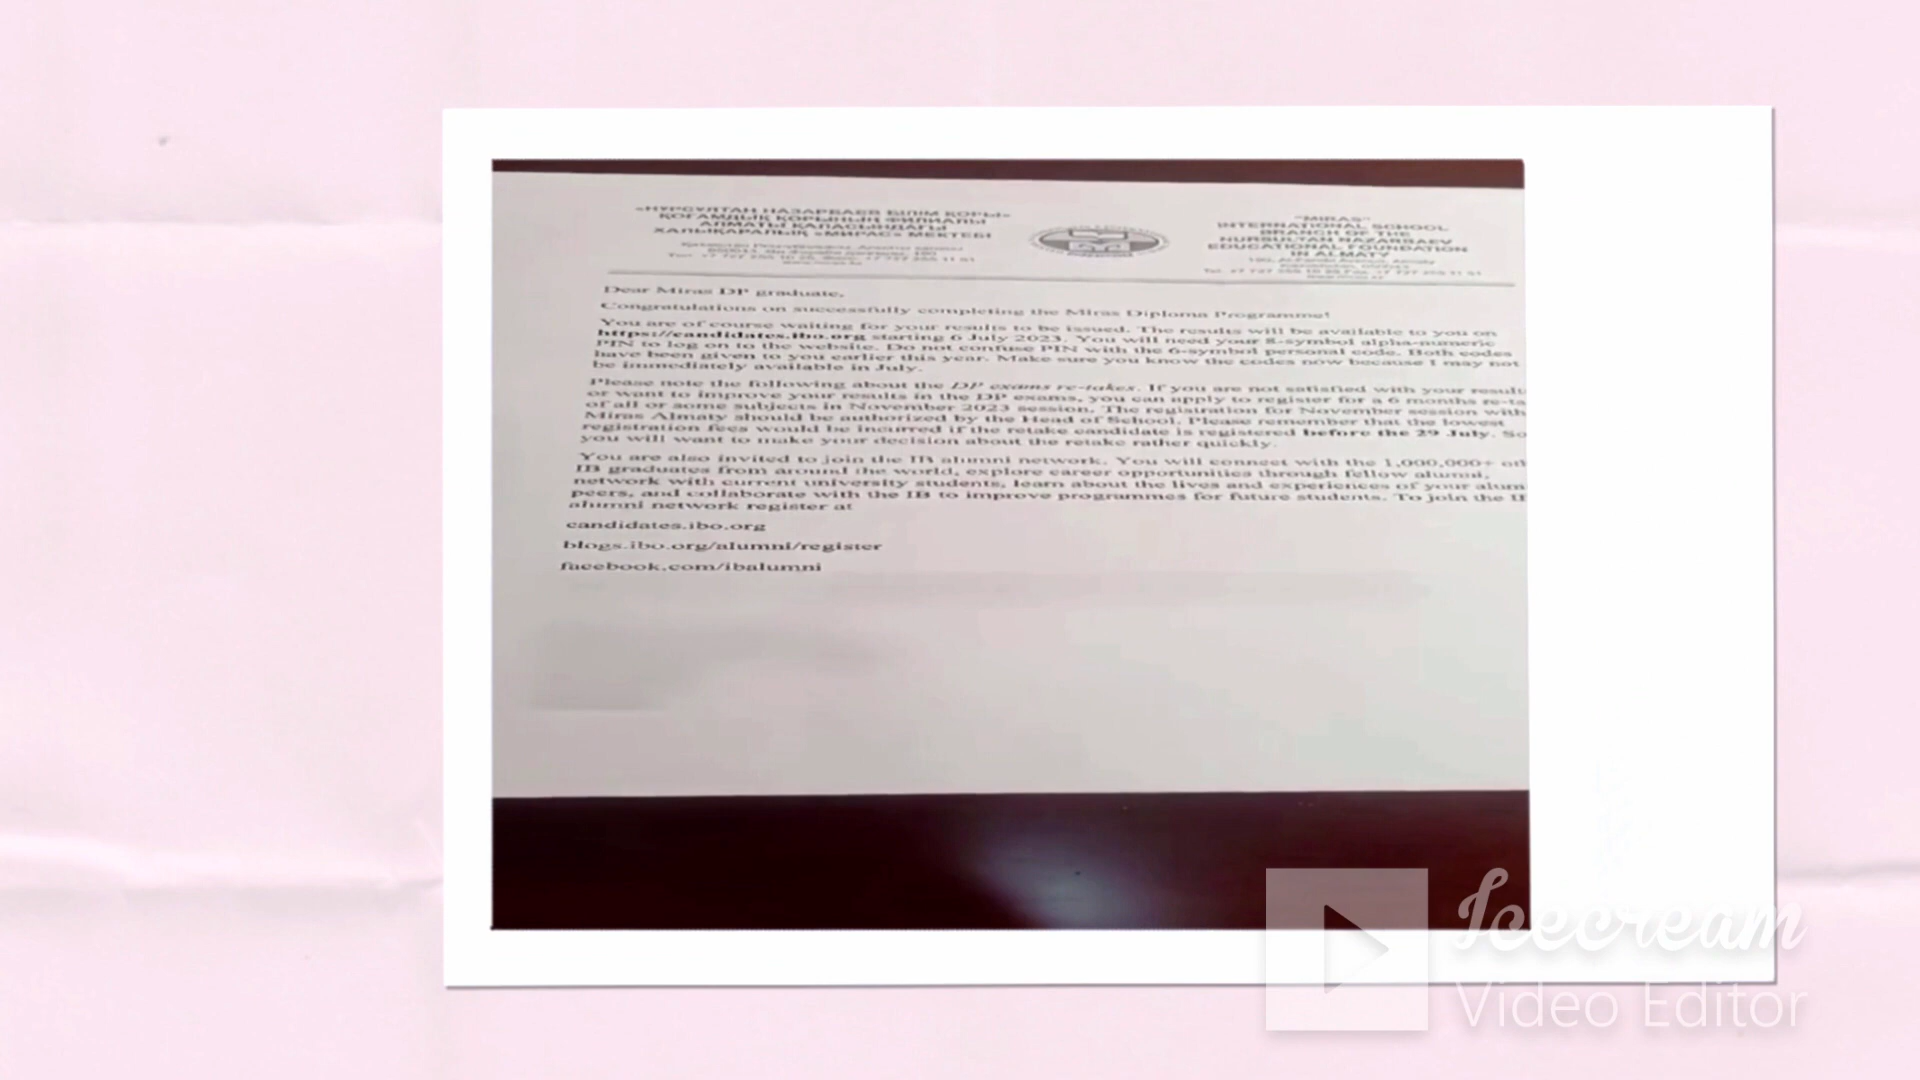 «НҰРСҰЛТАН НАЗАРБАЕВ БІЛІМ ҚОРЫ»
ҚОҒАМДЫҚ ҚОРЫНЫҢ ФИЛИАЛЫ
АЛМАТЫ ҚАЛАСЫНДАҒЫ
ХАЛЫҚАРАЛЫҚ «МИРАС» МЕКТЕБІ
"MIRAS"
INTERNATIONAL SCHOOL
BRANCH OF THE
NURSULTAN NAZARBAEV
EDUCATIONAL FOUNDATION
IN ALMATY
Dear Miras DP graduate,
Congratulations on successfully completing the Miras Diploma Programme!
You are of course waiting for your results to be issued. The results will be available to you on
https://candidates.ibo.org starting 6 July 2023. You will need your 8-symbol alpha-numeric
PIN to log on to the website. Do not confuse PIN with the 6-symbol personal code. Both codes
have been given to you earlier this year. Make sure you know the codes now because I may not
be immediately available in July.
Please note the following about the DP exams re-takes. If you are not satisfied with your result
or want to improve your results in the DP exams, you can apply to register for a 6 months re-ta
of all or some subjects in November 2023 session. The registration for November session with
Miras Almaty should be authorized by the Head of School. Please remember that the lowest
registration fees would be incurred if the retake candidate is registered before the 29 July. So
you will want to make your decision about the retake rather quickly.
You are also invited to join the IB alumni network. You will connect with the 1,000,000+
IB graduates from around the world, explore career opportunities through fellow alumni,
network with current university students, learn about the lives and experiences of your alum
peers, and collaborate with the IB to improve programmes for future students. To join the
alumni network register at
candidates.ibo.org
blogs.ibo.org/alumni/register
facebook.com/ibalumni
Icecream
Video Editor